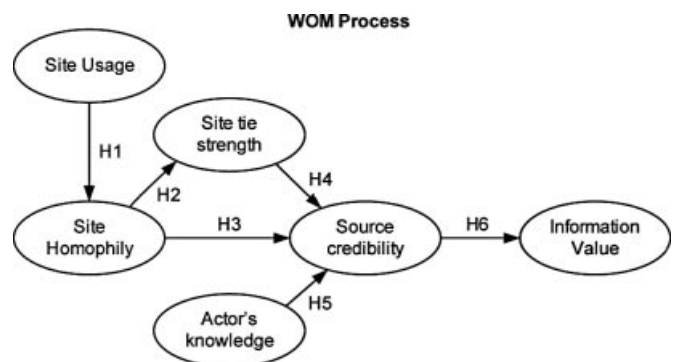 WOM Process
Site Usage
H1
Site tie
strength
H2
H4
Site
Homophily
H3
Source
credibility
H6
Information
Value
H5
Actor's
knowledge